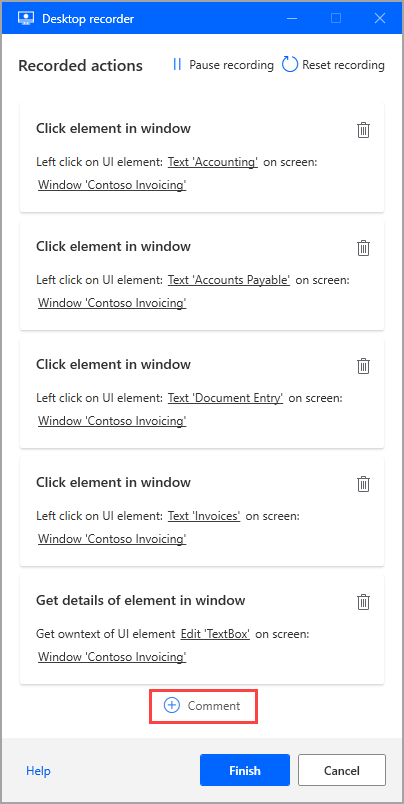 Desktop recorder
Recorded actions
Pause recording
Reset recording
Click element in window
Left click on UI element: Text 'Accounting' on screen:
Window 'Contoso Invoicing'
Click element in window
Left click on UI element: Text 'Accounts Payable' on screen:
Window 'Contoso Invoicing'
Click element in window
Left click on UI element: Text 'Document Entry' on screen:
Window 'Contoso Invoicing'
Click element in window
Left click on UI element: Text 'Invoices' on screen:
Window 'Contoso Invoicing'
Get details of element in window
Get owntext of UI element Edit 'TextBox' on screen:
Window 'Contoso Invoicing'
Comment
Help
Finish
Cancel